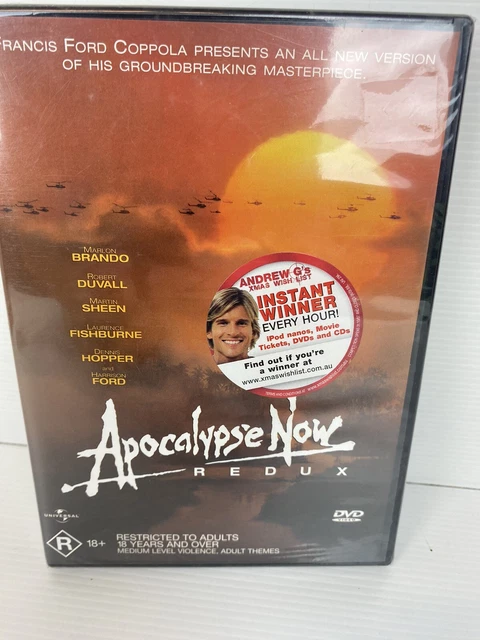 FRANCIS FORD COPPOLA PRESENTS AN ALL NEW VERSION
OF HIS GROUNDBREAKING MASTERPIECE.
MARLON
BRANDO
ROBERT
DUVALL
MARTIN
SHEEN
LAURENCE
FISHBURNE
DENNIS
HOPPER
and
HARRISON
FORD
ANDREW G's
XMAS WISH LIST
INSTANT
WINNER
EVERY HOUR!
iPod nanos, Movie
Tickets, DVDs and CDs
Find out if you're
a winner at
www.xmaswishlist.com.au
Apocalypse Now
REDUX
UNIVERSAL
DVD
VIDEO
R 18+
RESTRICTED TO ADULTS
18 YEARS AND OVER
MEDIUM LEVEL VIOLENCE, ADULT THEMES